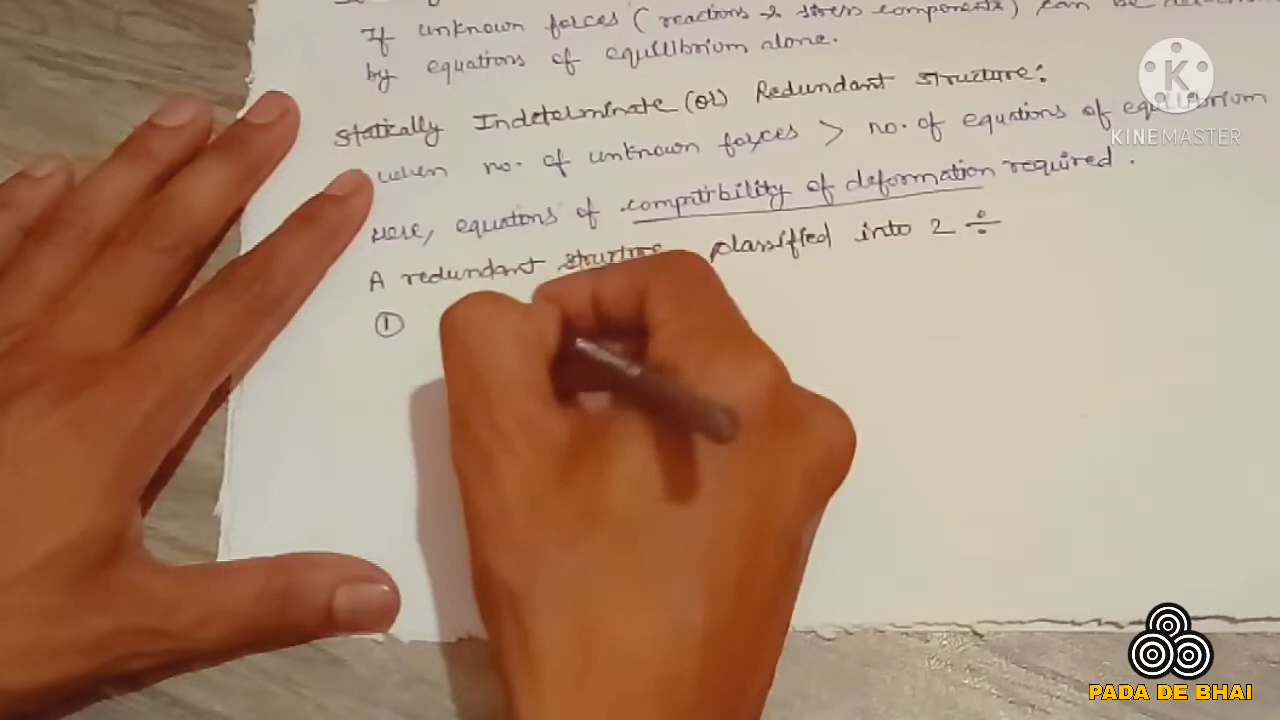 If unknown forces (reactions & stress components) can be
by equations of equilibrium alone.
Statically Indeterminate (or) Redundant structure:
when no. of unknown forces > no. of equations of equilibrium
Here, equations of compatibility of deformation required.
A redundant structure classified into 2 ÷
①
K
KINEMASTER
PADA DE BHAI